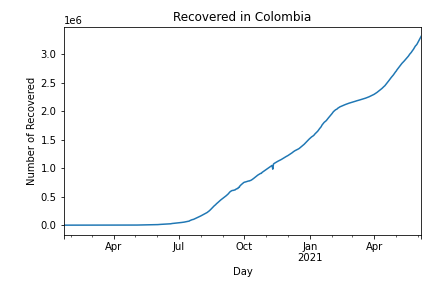 Recovered in Colombia
1e6
3.0
2.5
2.0
1.5
1.0
0.5
0.0
Number of Recovered
Apr
Jul
Oct
Jan
2021
Apr
Day